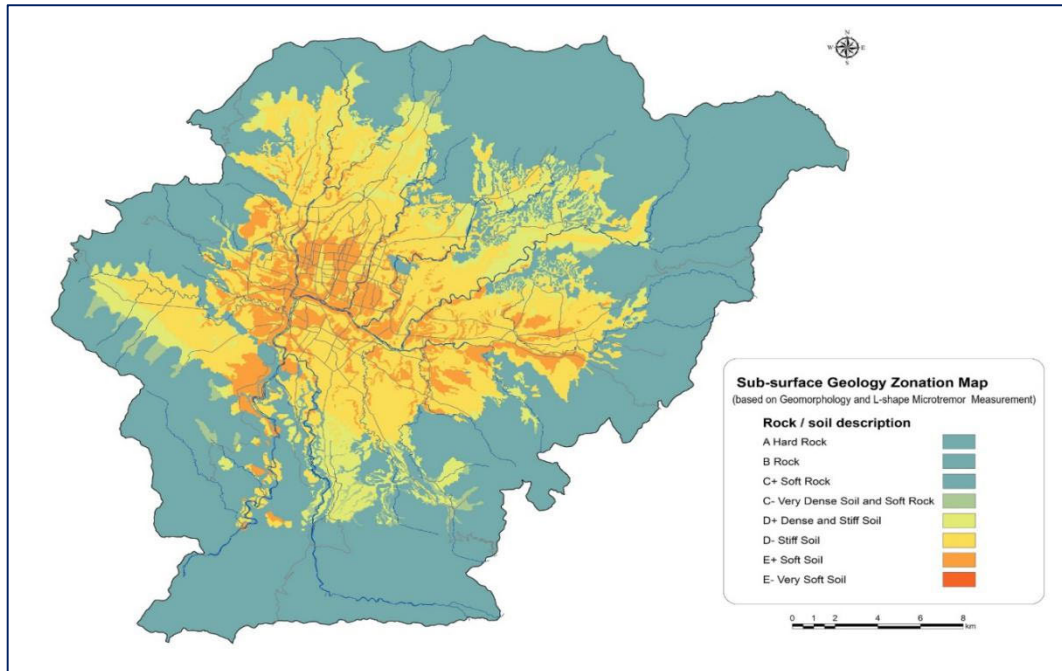 N
W E
S
Sub-surface Geology Zonation Map
(based on Geomorphology and L-shape Microtremor Measurement)
Rock / soil description
A Hard Rock
B Rock
C+ Soft Rock
C- Very Dense Soil and Soft Rock
D+ Dense and Stiff Soil
D- Stiff Soil
E+ Soft Soil
E- Very Soft Soil
0 1 2 4 6 8
km